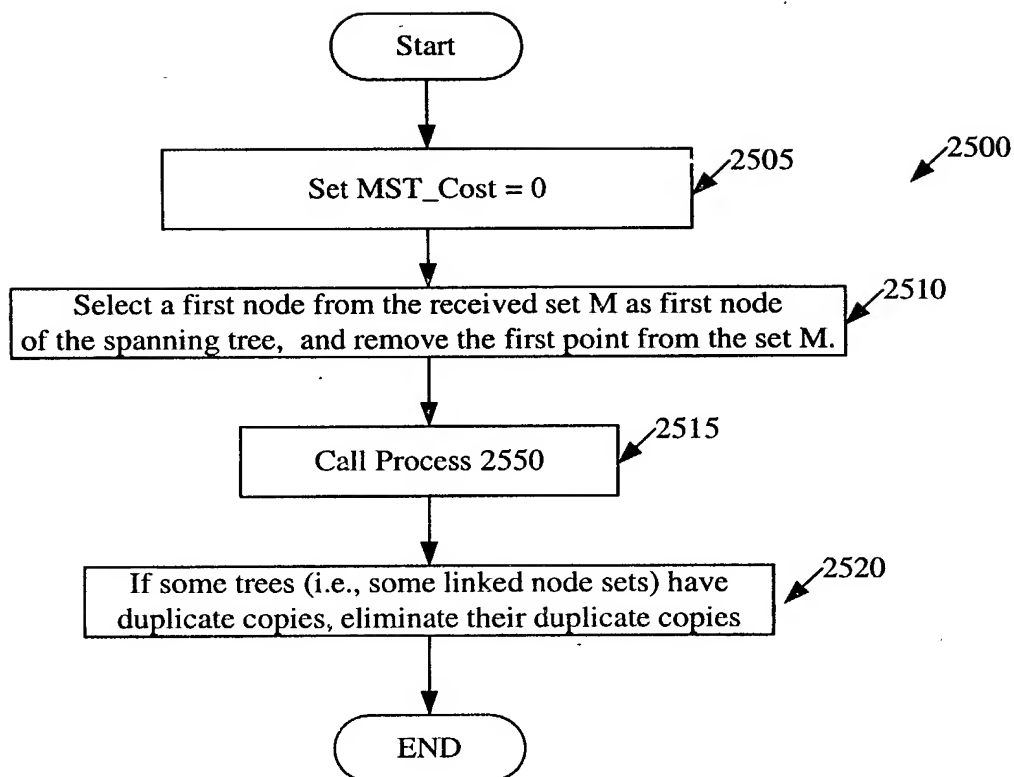 Start
2500
2505
Set MST_Cost = 0
2510
Select a first node from the received set M as first node
of the spanning tree, and remove the first point from the set M.
2515
Call Process 2550
2520
If some trees (i.e., some linked node sets) have
duplicate copies, eliminate their duplicate copies
END